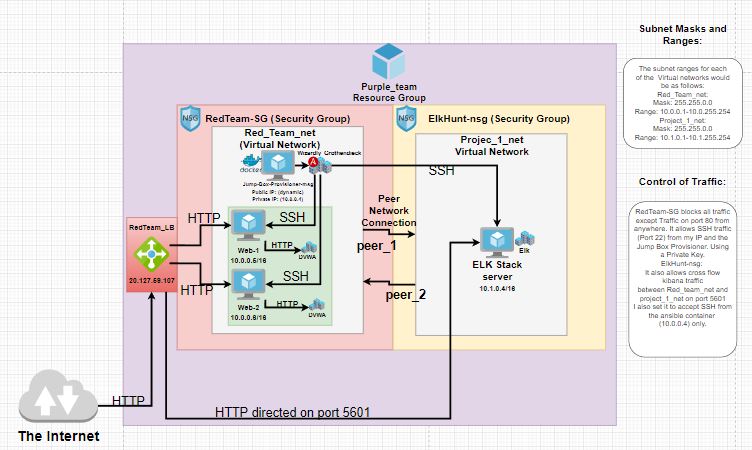 Subnet Masks and
Ranges:
The subnet ranges for each
of the Virtual networks would
be as follows:
Red_Team_net:
Mask: 255.255.0.0
Range: 10.0.0.1-10.0.255.254
Project_1_net:
Mask: 255.255.0.0
Range: 10.1.0.1-10.1.255.254
Control of Traffic:
RedTeam-SG blocks all traffic
except Traffic on port 80 from
anywhere. It allows SSH traffic
(Port 22) from my IP and the
Jump Box Provisioner. Using
a Private Key.
ElkHunt-nsg:
It also allows cross flow
kibana traffic
between Red_team_net and
project_1_net on port 5601
I also set it to accept SSH from
the ansible container
(10.0.0.4) only.
Purple_team
Resource Group
NSG
RedTeam-SG (Security Group)
NSG
ElkHunt-nsg (Security Group)
Red_Team_net
(Virtual Network)
Wizardly Grothendieck
docker
A
Jump-Box-Provisioner-msg
Public IP: (dynamic)
Private IP: (10.0.0.4)
Projec_1_net
Virtual Network
SSH
Peer
Network
Connection
peer_1
peer_2
HTTP
SSH
HTTP
Web-1
10.0.0.5/16
DVWA
HTTP
SSH
HTTP
Web-2
10.0.0.6/16
DVWA
Elk
ELK Stack
server
10.1.0.4/16
RedTeam_LB
20.127.69.107
HTTP
HTTP directed on port 5601
The Internet